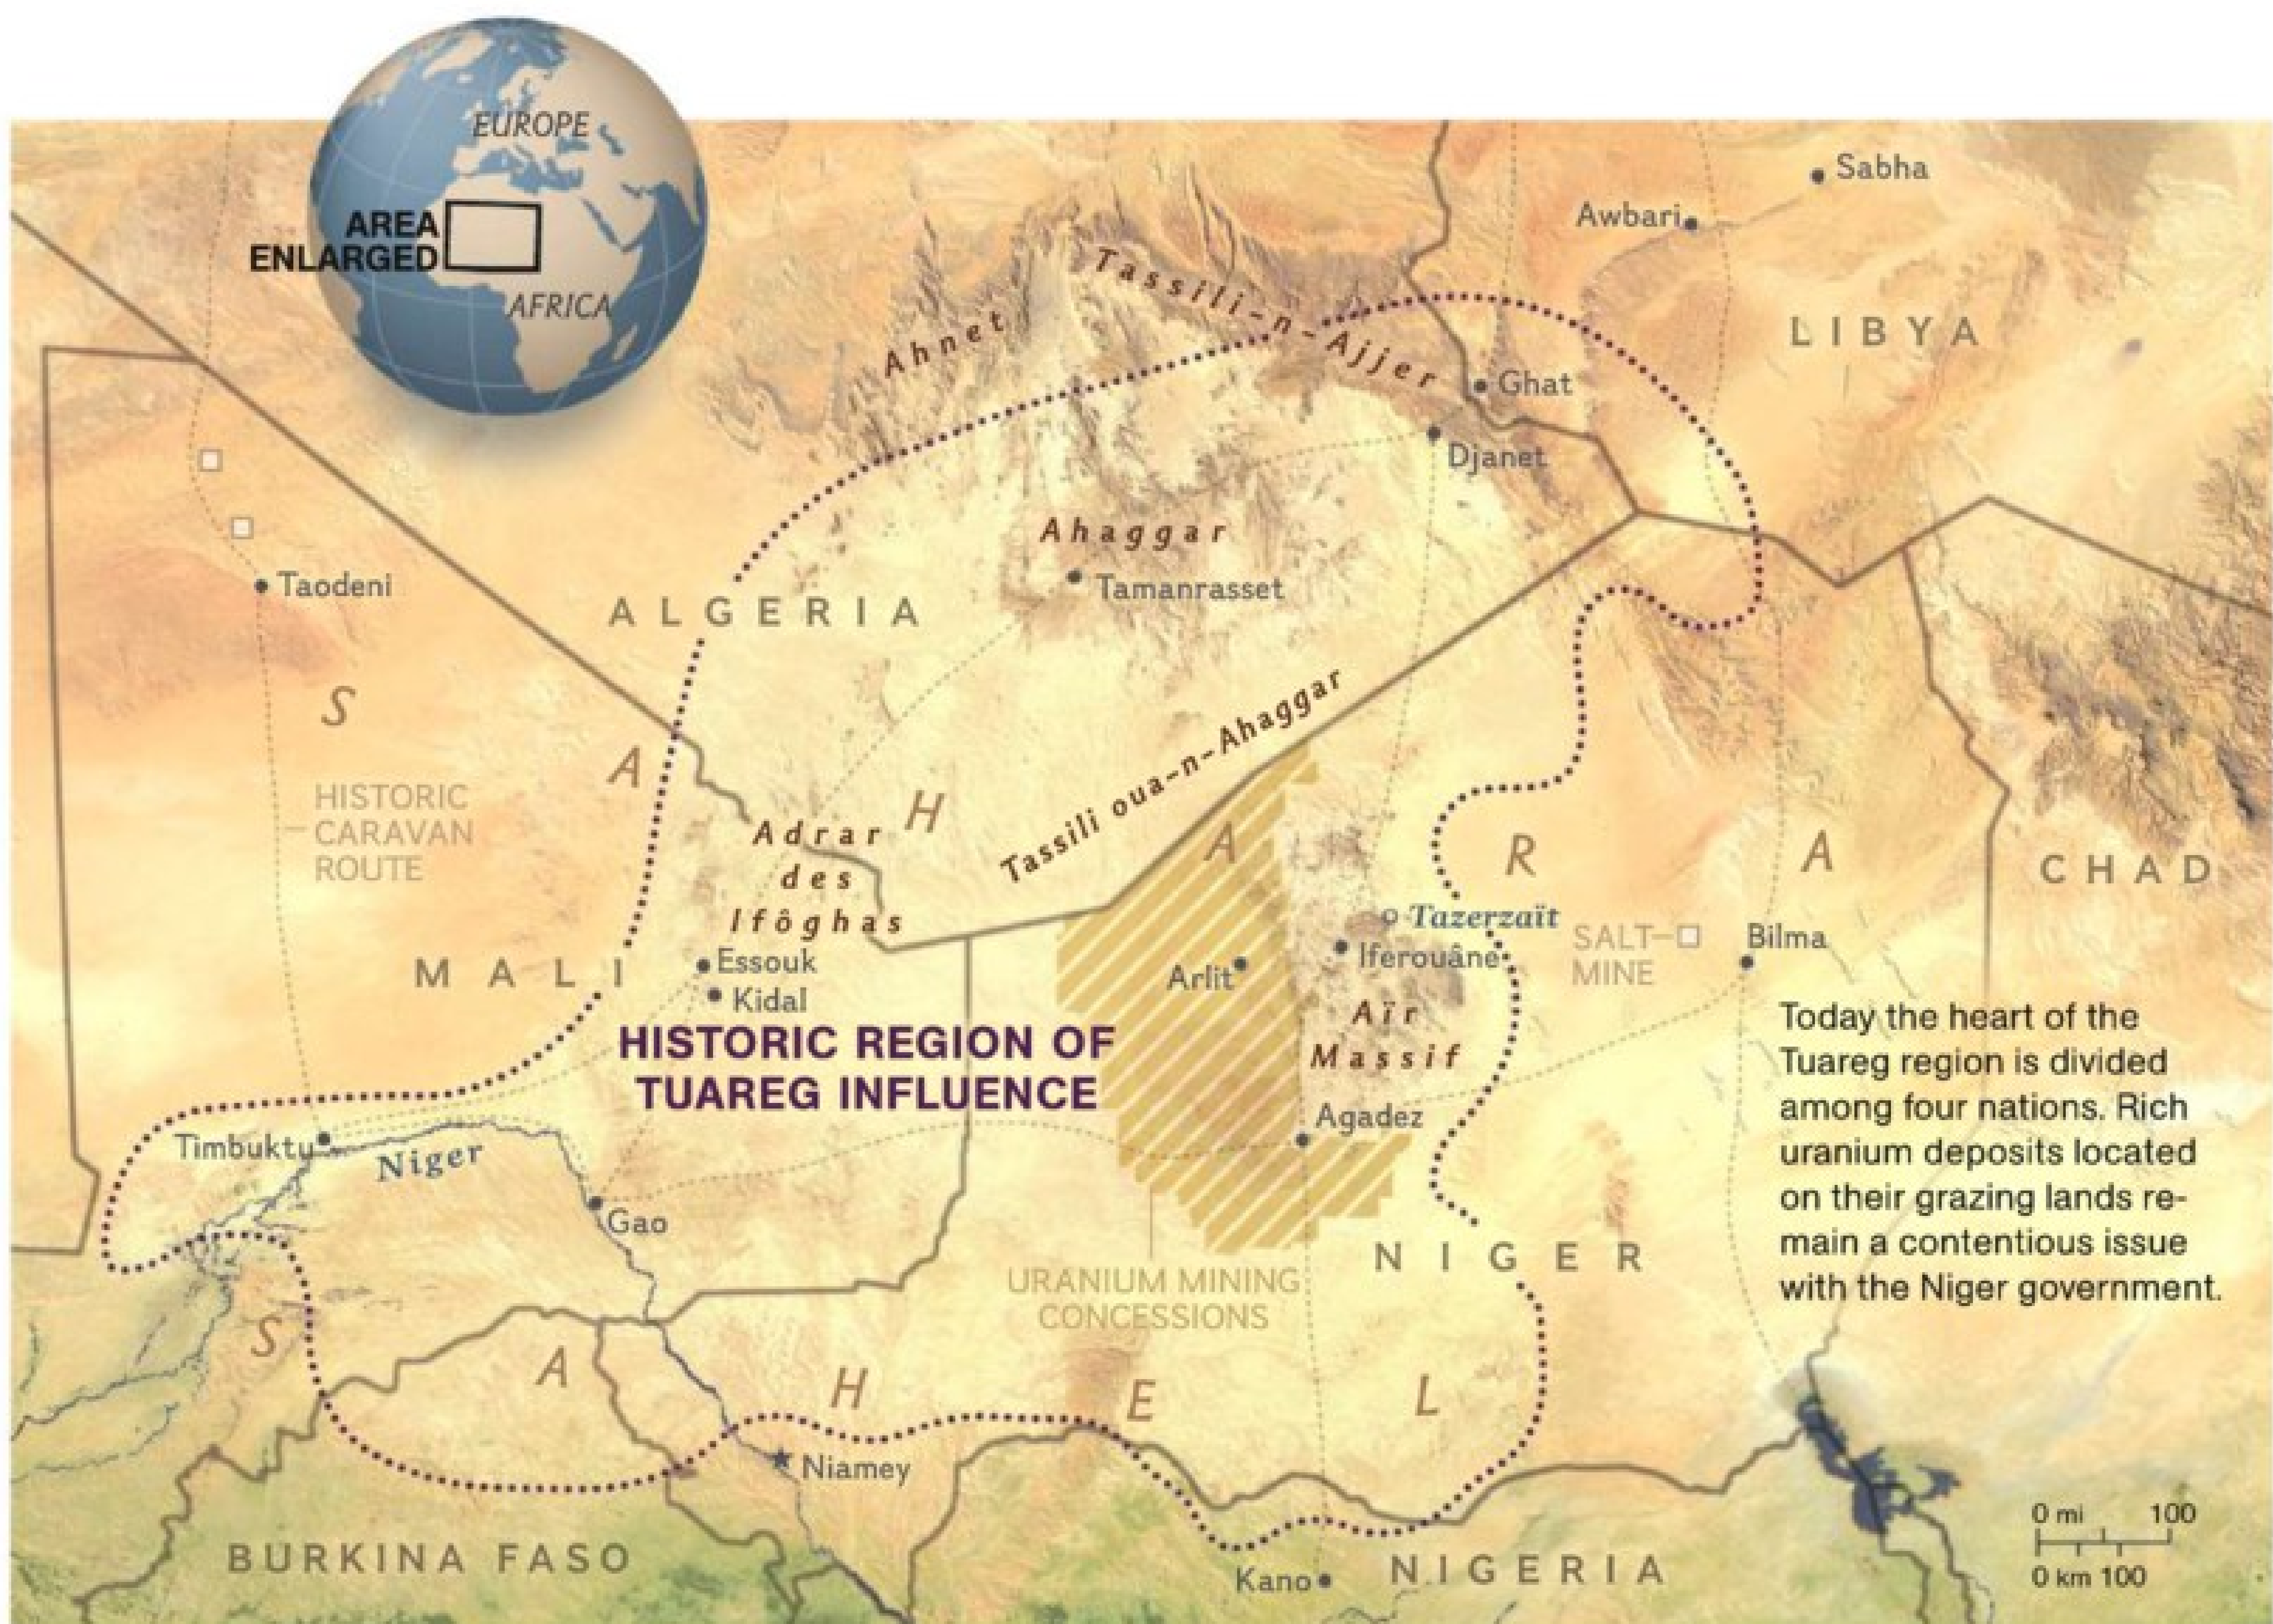 EUROPE
AREA
ENLARGED
AFRICA
Sabha
Awbari
LIBYA
Tassili-n-Ajjer
Ahnet
Ghat
Djanet
Ahaggar
Tamanrasset
Taodeni
ALGERIA
SAHARA
Tassili oua-n-Ahaggar
HISTORIC
CARAVAN
ROUTE
Adrar
des
Ifôghas
CHAD
Tazerzaït
Iferouâne
SALT
MINE
Bilma
MALI
Essouk
Kidal
Arlit
Aïr
Massif
HISTORIC REGION OF
TUAREG INFLUENCE
Agadez
Today the heart of the
Tuareg region is divided
among four nations. Rich
uranium deposits located
on their grazing lands re-
main a contentious issue
with the Niger government.
Timbuktu
Niger
Gao
NIGER
URANIUM MINING
CONCESSIONS
SAHEL
Niamey
BURKINA FASO
Kano
NIGERIA
0 mi 100
0 km 100